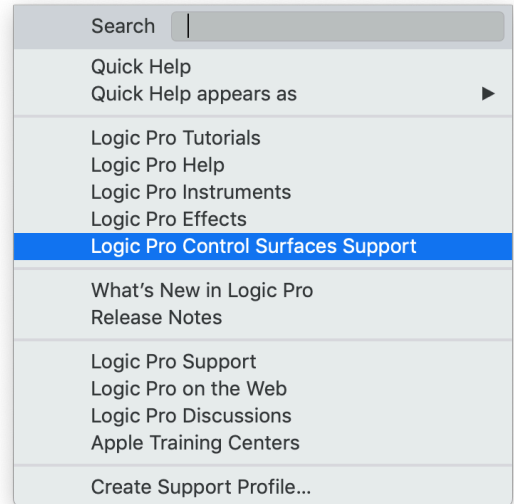 Search
Quick Help
Quick Help appears as
Logic Pro Tutorials
Logic Pro Help
Logic Pro Instruments
Logic Pro Effects
Logic Pro Control Surfaces Support
What's New in Logic Pro
Release Notes
Logic Pro Support
Logic Pro on the Web
Logic Pro Discussions
Apple Training Centers
Create Support Profile...